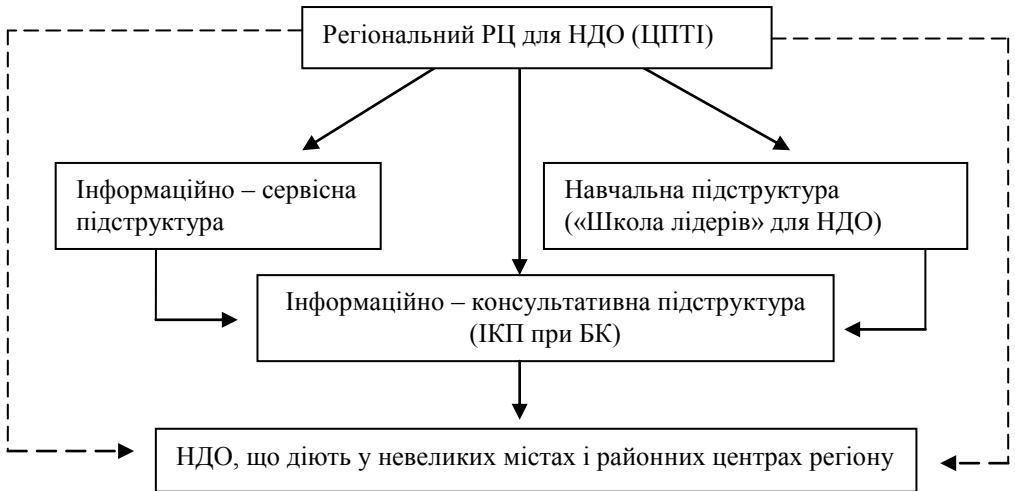 Регіональний РЦ для НДО (ЦПТІ)
Інформаційно – сервісна
підструктура
Навчальна підструктура
(«Школа лідерів» для НДО)
Інформаційно – консультативна підструктура
(ІКП при БК)
НДО, що діють у невеликих містах і районних центрах регіону